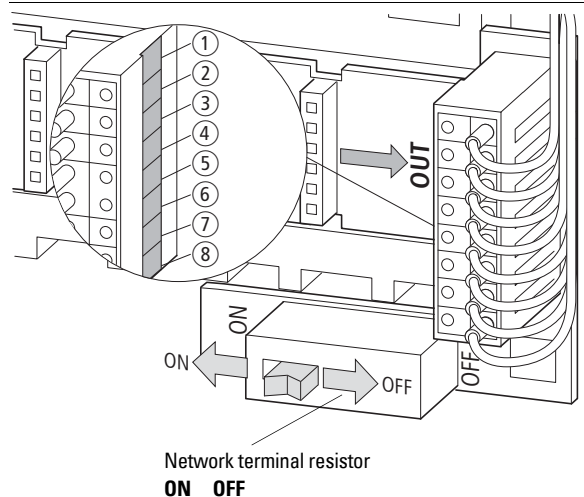 ①
②
③
④
⑤
⑥
⑦
⑧
OUT
ON
ON
OFF
OFF
Network terminal resistor
ON OFF